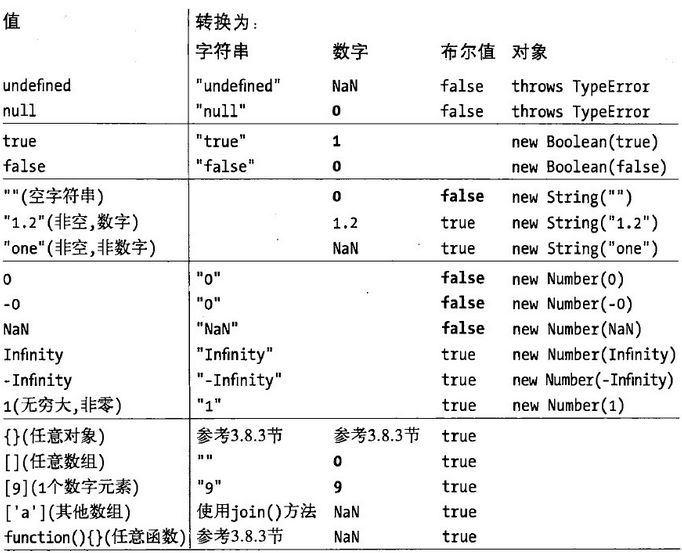 值 转换为:
字符串 数字 布尔值 对象
undefined "undefined" NaN false throws TypeError
null "null" 0 false throws TypeError
true "true" 1 new Boolean(true)
false "false" 0 new Boolean(false)
""(空字符串) 0 false new String("")
"1.2"(非空,数字) 1.2 true new String("1.2")
"one"(非空,非数字) NaN true new String("one")
0 "0" false new Number(0)
-0 "0" false new Number(-0)
NaN "NaN" false new Number(NaN)
Infinity "Infinity" true new Number(Infinity)
-Infinity "-Infinity" true new Number(-Infinity)
1(无穷大,非零) "1" true new Number(1)
{}(任意对象) 参考3.8.3节 参考3.8.3节 true
[](任意数组) "" 0 true
[9](1个数字元素) "9" 9 true
['a'](其他数组) 使用join()方法 NaN true
function(){}(任意函数) 参考3.8.3节 NaN true